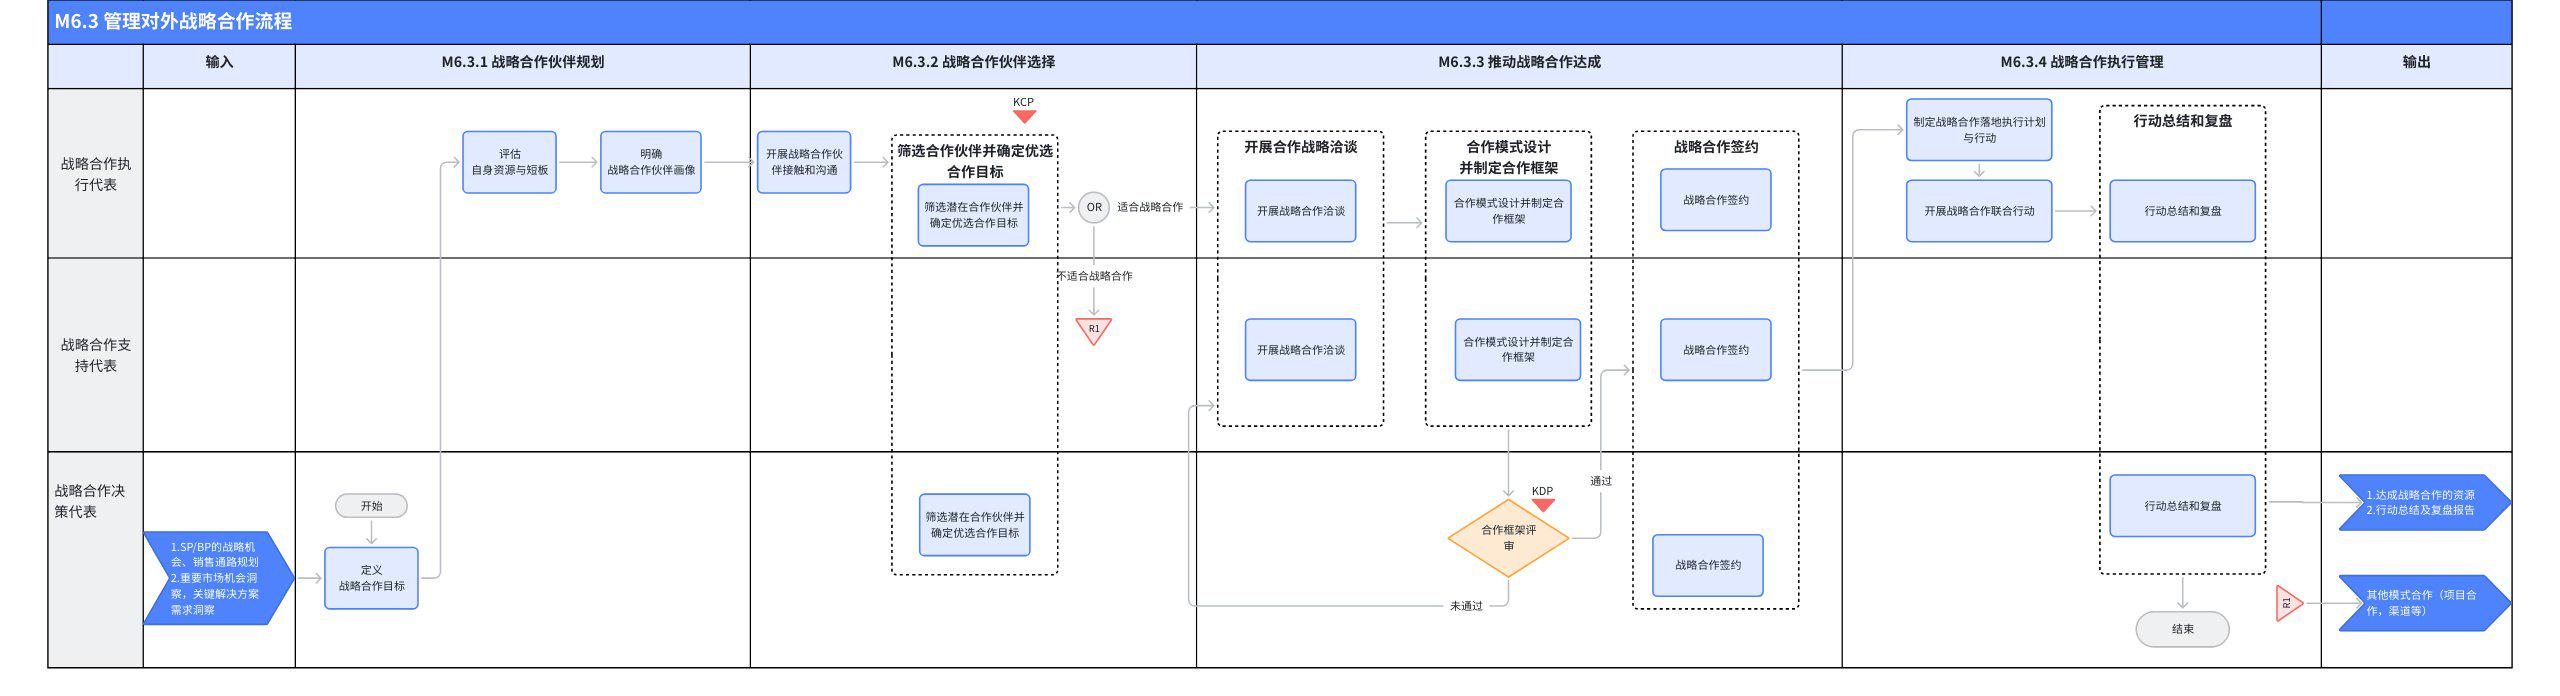 M6.3 管理对外战略合作流程
输入
M6.3.1 战略合作伙伴规划
M6.3.2 战略合作伙伴选择
M6.3.3 推动战略合作达成
M6.3.4 战略合作执行管理
输出
战略合作执
行代表
评估
自身资源与短板
明确
战略合作伙伴画像
开展战略合作伙
伴接触和沟通
KCP
筛选合作伙伴并确定优选
合作目标
筛选潜在合作伙伴并
确定优选合作目标
OR
适合战略合作
不适合战略合作
R1
开展合作战略洽谈
开展战略合作洽谈
合作模式设计
并制定合作框架
合作模式设计并制定合
作框架
战略合作签约
战略合作签约
制定战略合作落地执行计划
与行动
开展战略合作联合行动
行动总结和复盘
行动总结和复盘
战略合作支
持代表
开展战略合作洽谈
合作模式设计并制定合
作框架
战略合作签约
战略合作决
策代表
1.SP/BP的战略机
会、销售通路规划
2.重要市场机会洞
察，关键解决方案
需求洞察
开始
定义
战略合作目标
筛选潜在合作伙伴并
确定优选合作目标
KDP
合作框架评
审
通过
未通过
战略合作签约
行动总结和复盘
结束
1.达成战略合作的资源
2.行动总结及复盘报告
R1
其他模式合作（项目合
作，渠道等）